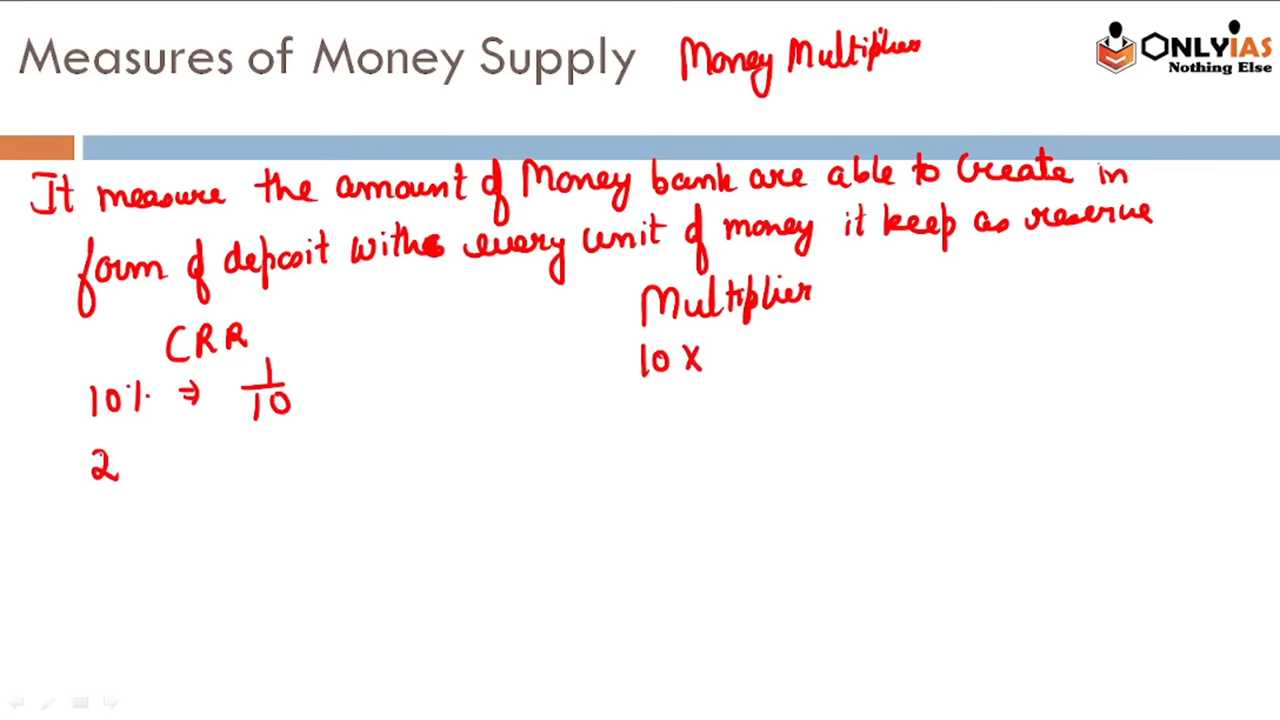 Measures of Money Supply Money Multiplier
ONLYIAS
Nothing Else
It measure the amount of Money bank are able to create in
form of deposit with every unit of money it keep as reserve
CRR Multiplier
10% ⇒ 1/10 10 X
2